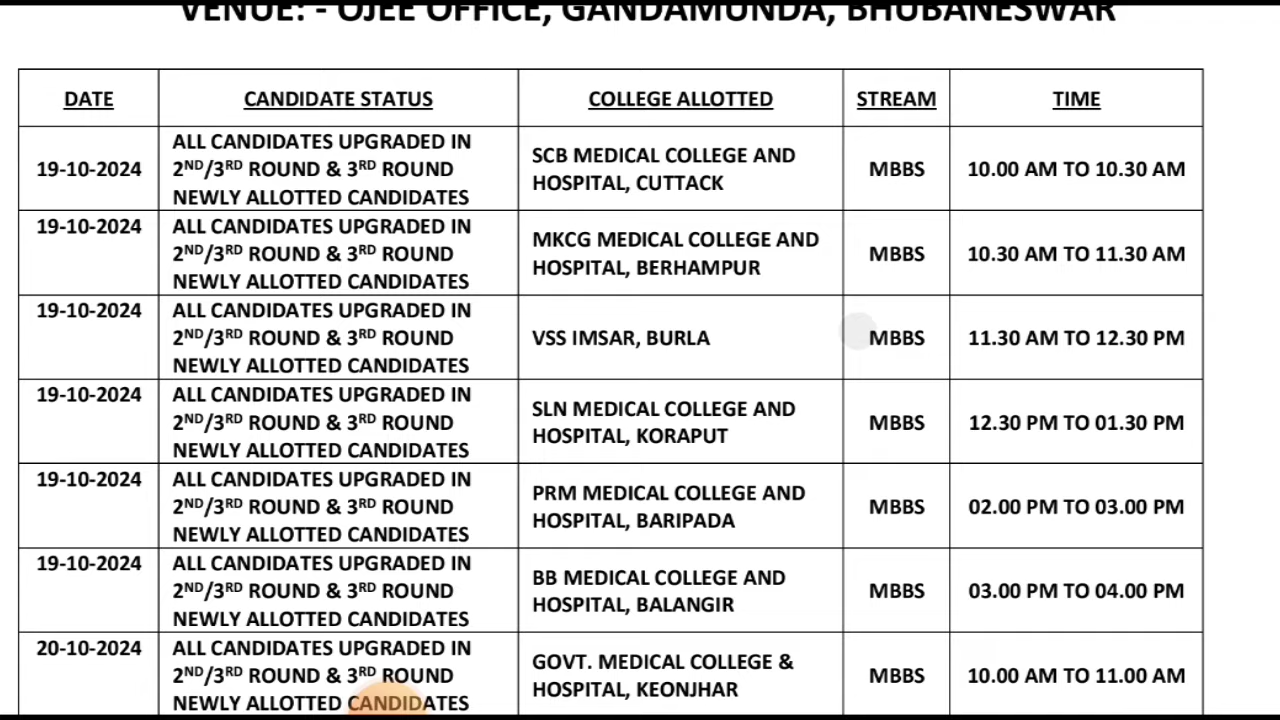 VENUE: - OJEE OFFICE, GANDAMUNDA, BHUBANESWAR
DATE CANDIDATE STATUS COLLEGE ALLOTTED STREAM TIME
19-10-2024
ALL CANDIDATES UPGRADED IN
2ND/3RD ROUND & 3RD ROUND
NEWLY ALLOTTED CANDIDATES
SCB MEDICAL COLLEGE AND
HOSPITAL, CUTTACK
MBBS
10.00 AM TO 10.30 AM
19-10-2024
ALL CANDIDATES UPGRADED IN
2ND/3RD ROUND & 3RD ROUND
NEWLY ALLOTTED CANDIDATES
MKCG MEDICAL COLLEGE AND
HOSPITAL, BERHAMPUR
MBBS
10.30 AM TO 11.30 AM
19-10-2024
ALL CANDIDATES UPGRADED IN
2ND/3RD ROUND & 3RD ROUND
NEWLY ALLOTTED CANDIDATES
VSS IMSAR, BURLA
MBBS
11.30 AM TO 12.30 PM
19-10-2024
ALL CANDIDATES UPGRADED IN
2ND/3RD ROUND & 3RD ROUND
NEWLY ALLOTTED CANDIDATES
SLN MEDICAL COLLEGE AND
HOSPITAL, KORAPUT
MBBS
12.30 PM TO 01.30 PM
19-10-2024
ALL CANDIDATES UPGRADED IN
2ND/3RD ROUND & 3RD ROUND
NEWLY ALLOTTED CANDIDATES
PRM MEDICAL COLLEGE AND
HOSPITAL, BARIPADA
MBBS
02.00 PM TO 03.00 PM
19-10-2024
ALL CANDIDATES UPGRADED IN
2ND/3RD ROUND & 3RD ROUND
NEWLY ALLOTTED CANDIDATES
BB MEDICAL COLLEGE AND
HOSPITAL, BALANGIR
MBBS
03.00 PM TO 04.00 PM
20-10-2024
ALL CANDIDATES UPGRADED IN
2ND/3RD ROUND & 3RD ROUND
NEWLY ALLOTTED CANDIDATES
GOVT. MEDICAL COLLEGE &
HOSPITAL, KEONJHAR
MBBS
10.00 AM TO 11.00 AM